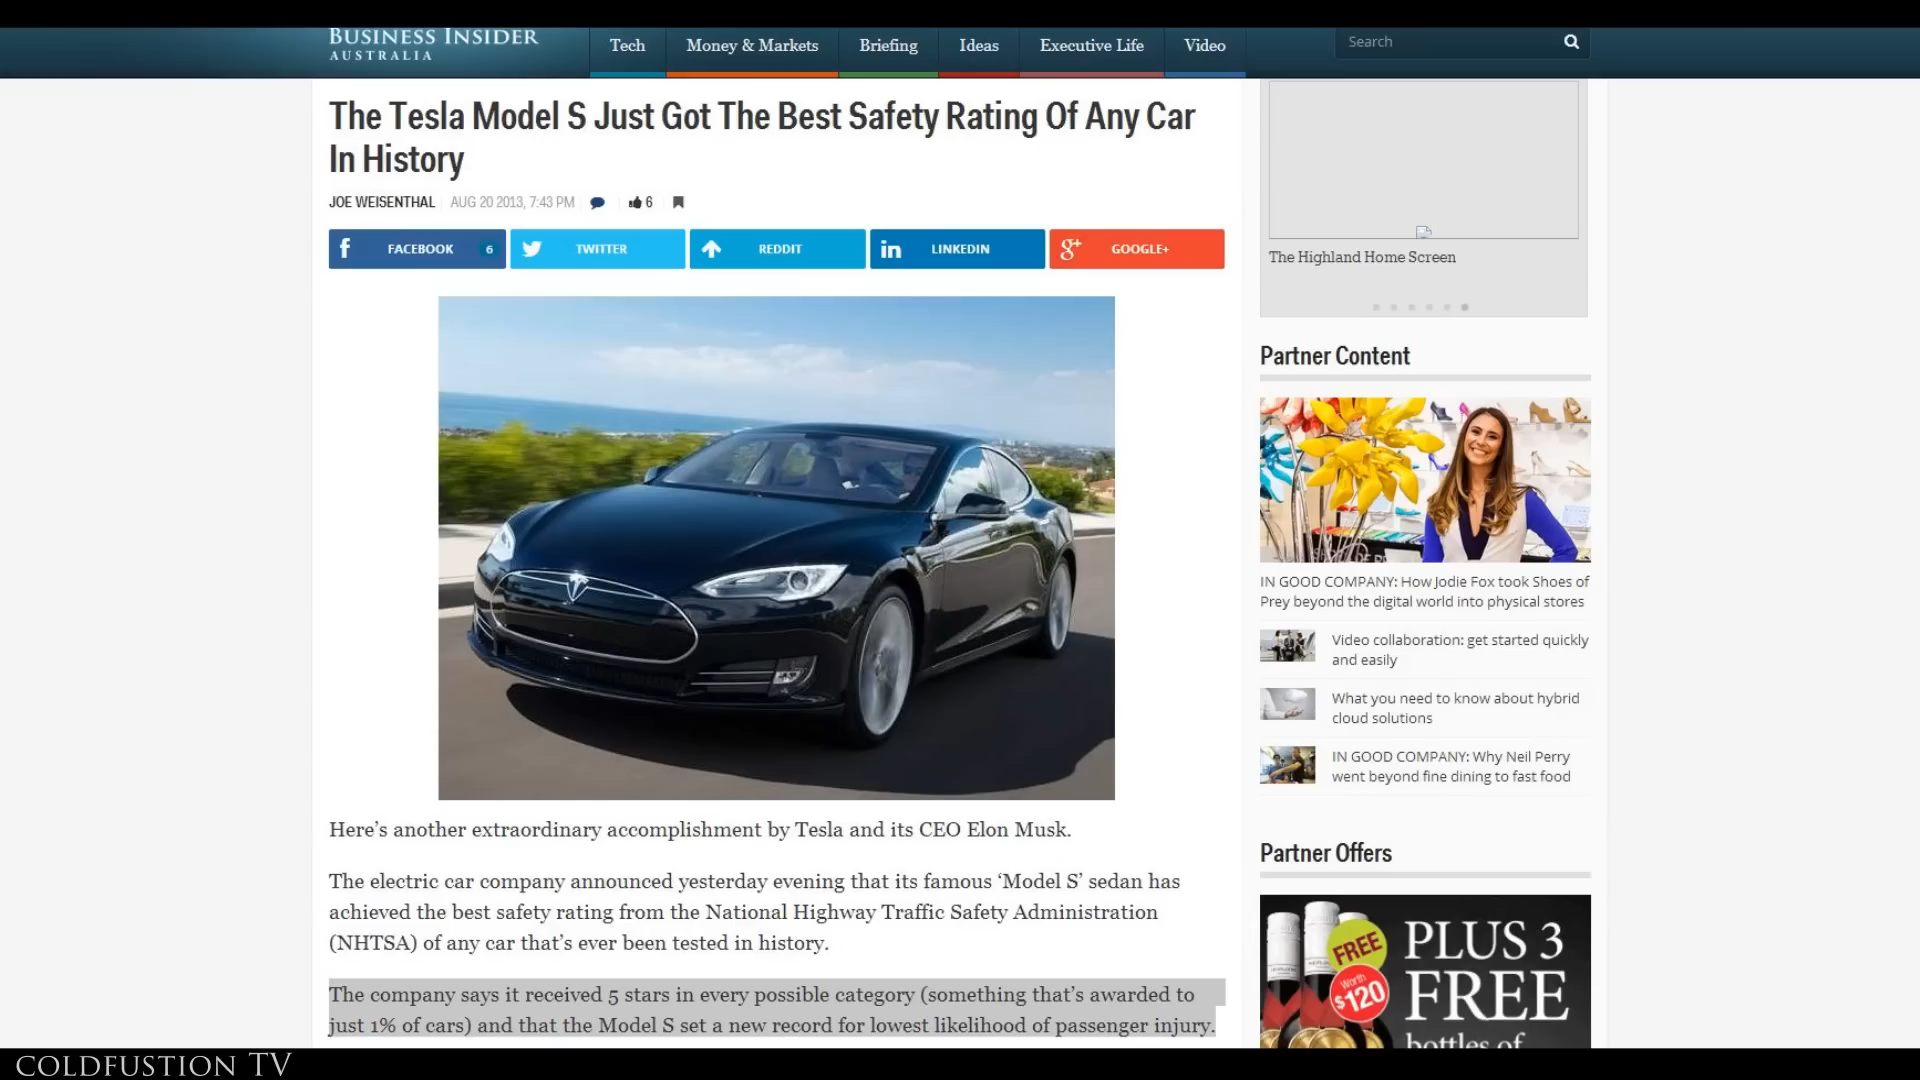 BUSINESS INSIDER
AUSTRALIA
Tech
Money & Markets
Briefing
Ideas
Executive Life
Video
Search
The Tesla Model S Just Got The Best Safety Rating Of Any Car
In History
JOE WEISENTHAL
AUG 20 2013, 7:43 PM
6
FACEBOOK 6
TWITTER
REDDIT
LINKEDIN
GOOGLE+
Here’s another extraordinary accomplishment by Tesla and its CEO Elon Musk.
The electric car company announced yesterday evening that its famous ‘Model S’ sedan has
achieved the best safety rating from the National Highway Traffic Safety Administration
(NHTSA) of any car that’s ever been tested in history.
The company says it received 5 stars in every possible category (something that’s awarded to
just 1% of cars) and that the Model S set a new record for lowest likelihood of passenger injury.
The Highland Home Screen
Partner Content
IN GOOD COMPANY: How Jodie Fox took Shoes of
Prey beyond the digital world into physical stores
Video collaboration: get started quickly
and easily
What you need to know about hybrid
cloud solutions
IN GOOD COMPANY: Why Neil Perry
went beyond fine dining to fast food
Partner Offers
FREE
Worth
$120
PLUS 3
FREE
bottles of
COLDFUSTION TV